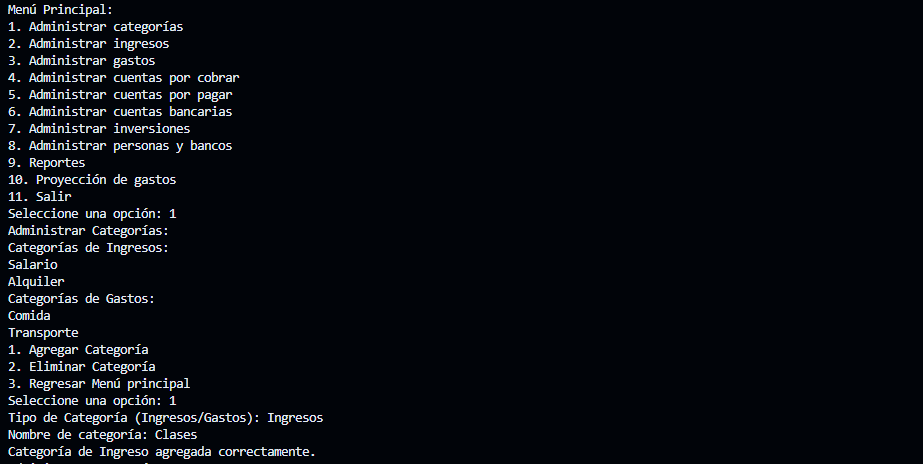 Menú Principal:
1. Administrar categorías
2. Administrar ingresos
3. Administrar gastos
4. Administrar cuentas por cobrar
5. Administrar cuentas por pagar
6. Administrar cuentas bancarias
7. Administrar inversiones
8. Administrar personas y bancos
9. Reportes
10. Proyección de gastos
11. Salir
Seleccione una opción: 1
Administrar Categorías:
Categorías de Ingresos:
Salario
Alquiler
Categorías de Gastos:
Comida
Transporte
1. Agregar Categoría
2. Eliminar Categoría
3. Regresar Menú principal
Seleccione una opción: 1
Tipo de Categoría (Ingresos/Gastos): Ingresos
Nombre de categoría: Clases
Categoría de Ingreso agregada correctamente.